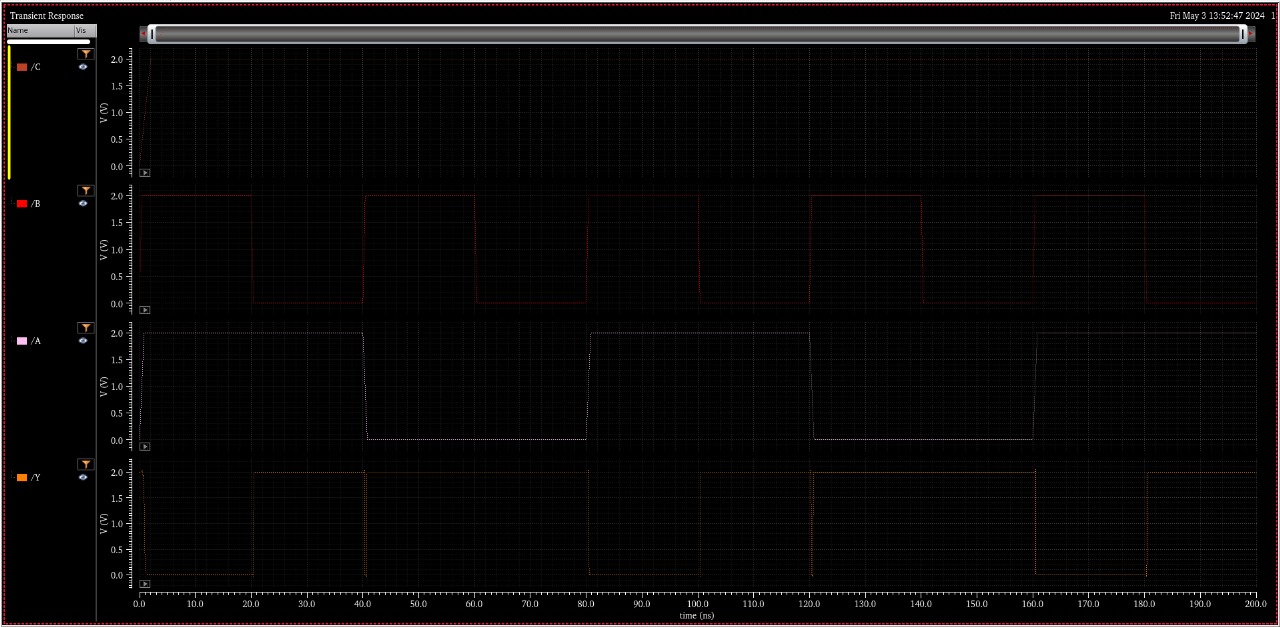 Transient Response
Fri May 3 13:52:47 2024 1
Name Vis
/C
V (V)
2.0
1.5
1.0
0.5
0.0
/B
V (V)
2.0
1.5
1.0
0.5
0.0
/A
V (V)
2.0
1.5
1.0
0.5
0.0
/Y
V (V)
2.0
1.5
1.0
0.5
0.0
0.0 10.0 20.0 30.0 40.0 50.0 60.0 70.0 80.0 90.0 100.0 110.0 120.0 130.0 140.0 150.0 160.0 170.0 180.0 190.0 200.0
time (ns)